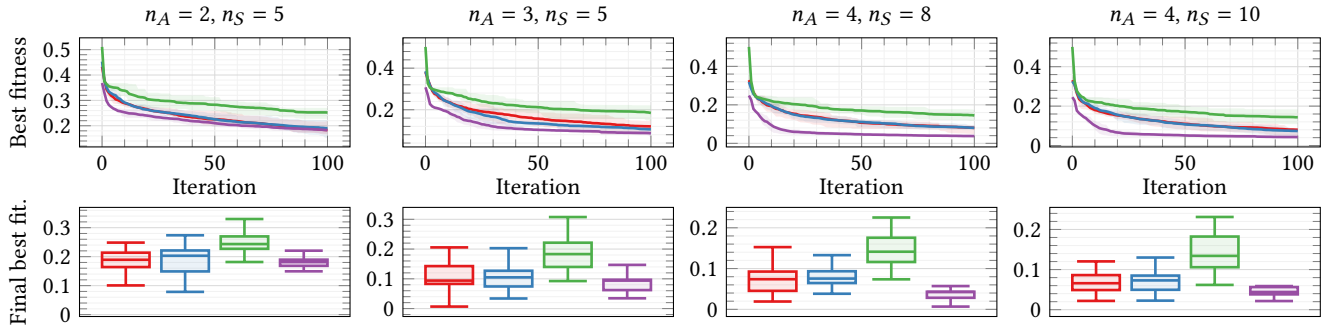 n_A = 2, n_S = 5
n_A = 3, n_S = 5
n_A = 4, n_S = 8
n_A = 4, n_S = 10
Best fitness
0.5
0.4
0.3
0.2
0 50 100
Iteration
0.4
0.2
0 50 100
Iteration
0.4
0.2
0
0 50 100
Iteration
0.4
0.2
0
0 50 100
Iteration
Final best fit.
0.3
0.2
0.1
0
0.3
0.2
0.1
0
0.2
0.1
0
0.2
0.1
0